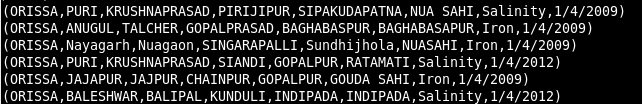 (ORISSA,PURI,KRUSHNAPRASAD,PIRIJIPUR,SIPAKUDAPATNA,NUA SAHI,Salinity,1/4/2009)
(ORISSA,ANUGUL,TALCHER,GOPALPRASAD,BAGHABASPUR,BAGHABASAPUR,Iron,1/4/2009)
(ORISSA,Nayagarh,Nuagaon,SINGARAPALLI,Sundhijhola,NUASAHI,Iron,1/4/2009)
(ORISSA,PURI,KRUSHNAPRASAD,SIANDI,GOPALPUR,RATAMATI,Salinity,1/4/2012)
(ORISSA,JAJAPUR,JAJPUR,CHAINPUR,GOPALPUR,GOUDA SAHI,Iron,1/4/2009)
(ORISSA,BALESHWAR,BALIPAL,KUNDULI,INDIPADA,INDIPADA,Salinity,1/4/2012)